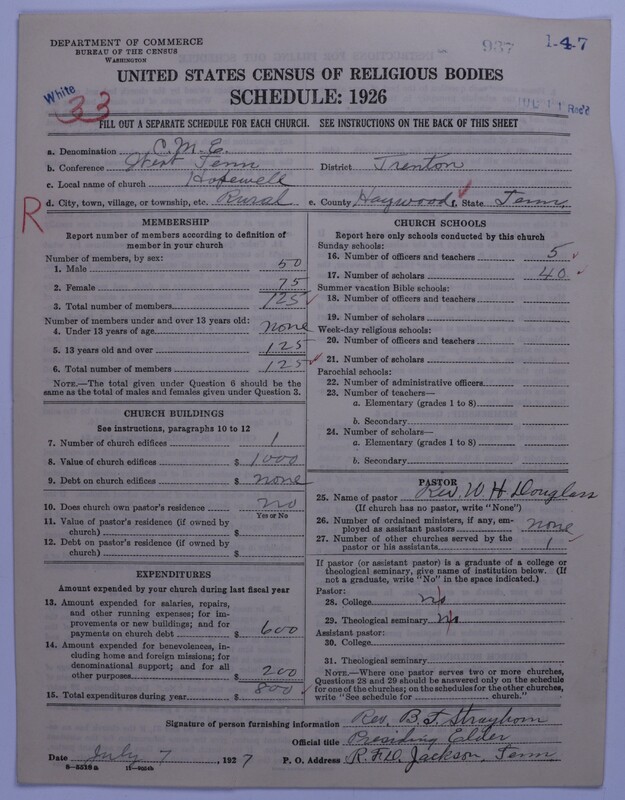 DEPARTMENT OF COMMERCE
BUREAU OF THE CENSUS
WASHINGTON
937
1-4-7
UNITED STATES CENSUS OF RELIGIOUS BODIES
SCHEDULE: 1926
White
33
JUL 11 Rec'd
FILL OUT A SEPARATE SCHEDULE FOR EACH CHURCH. SEE INSTRUCTIONS ON THE BACK OF THIS SHEET
a. Denomination C.M.E.
b. Conference West Tenn District Trenton
c. Local name of church Hopewell
d. City, town, village, or township, etc. Rural e. County Haywood f. State Tenn.
R
MEMBERSHIP
Report number of members according to definition of
member in your church
Number of members, by sex:
1. Male 50
2. Female 75
3. Total number of members 125
Number of members under and over 13 years old:
4. Under 13 years of age none
5. 13 years old and over 125
6. Total number of members 125
NOTE.—The total given under Question 6 should be the
same as the total of males and females given under Question 3.
CHURCH BUILDINGS
See instructions, paragraphs 10 to 12
7. Number of church edifices 1
8. Value of church edifices $ 1000
9. Debt on church edifices $ none
10. Does church own pastor's residence no
Yes or No
11. Value of pastor's residence (if owned by
church) $
12. Debt on pastor's residence (if owned by
church) $
EXPENDITURES
Amount expended by your church during last fiscal year
13. Amount expended for salaries, repairs,
and other running expenses; for im-
provements or new buildings; and for
payments on church debt $ 600
14. Amount expended for benevolences, in-
cluding home and foreign missions; for
denominational support; and for all
other purposes $ 200
15. Total expenditures during year $ 800
CHURCH SCHOOLS
Report here only schools conducted by this church
Sunday schools:
16. Number of officers and teachers 5
17. Number of scholars 40
Summer vacation Bible schools:
18. Number of officers and teachers
19. Number of scholars
Week-day religious schools:
20. Number of officers and teachers
21. Number of scholars
Parochial schools:
22. Number of administrative officers
23. Number of teachers—
a. Elementary (grades 1 to 8)
b. Secondary
24. Number of scholars—
a. Elementary (grades 1 to 8)
b. Secondary
PASTOR
25. Name of pastor Rev. W H Douglass
(If church has no pastor, write "None")
26. Number of ordained ministers, if any, em-
ployed as assistant pastors none
27. Number of other churches served by the
pastor or his assistants 1
If pastor (or assistant pastor) is a graduate of a college or
theological seminary, give name of institution below. (If
not a graduate, write "No" in the space indicated.)
Pastor:
28. College no
29. Theological seminary no
Assistant pastor:
30. College
31. Theological seminary
NOTE.—Where one pastor serves two or more churches,
Questions 28 and 29 should be answered only on the schedule
for one of the churches; on the schedules for the other churches,
write "See schedule for church."
Signature of person furnishing information Rev. B. F. Strayhorn
Official title Presiding Elder
Date July 7, 1927 P. O. Address R.F.D. Jackson, Tenn